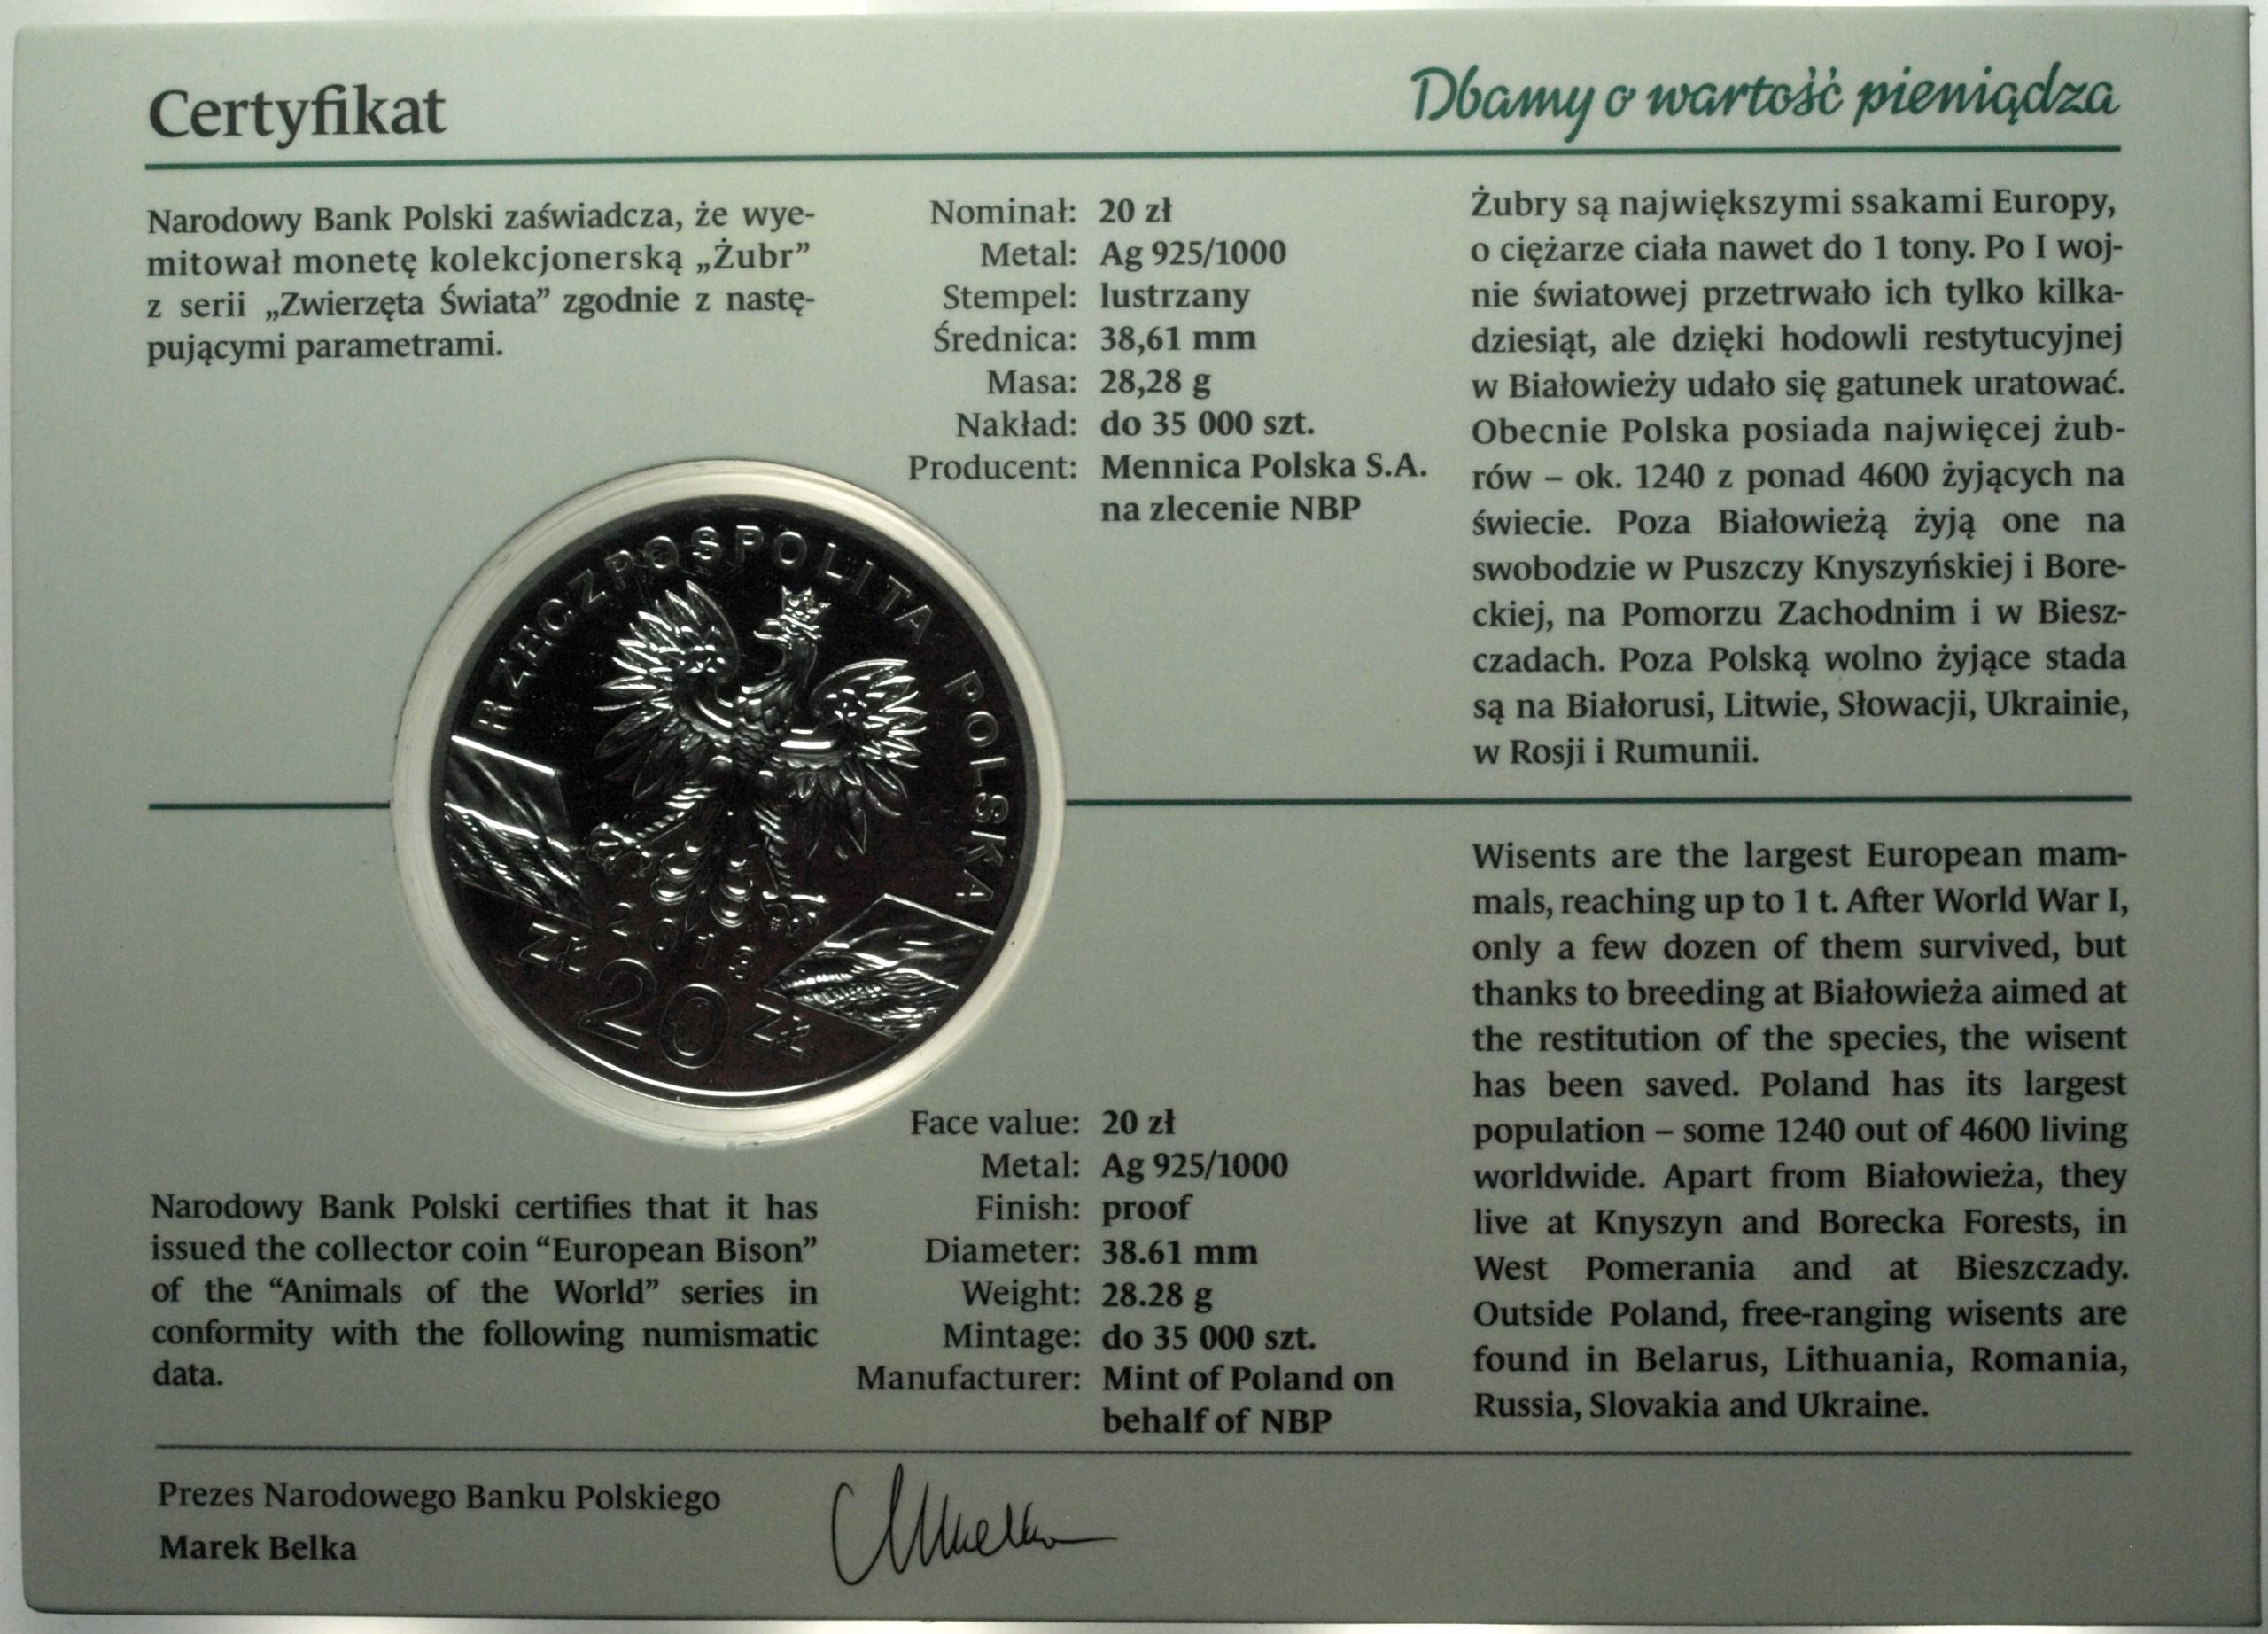 Certyfikat
Dbamy o wartość pieniądza
Narodowy Bank Polski zaświadcza, że wye-
mitował monetę kolekcjonerską „Żubr”
z serii „Zwierzęta Świata” zgodnie z nastę-
pującymi parametrami.
Nominał: 20 zł
Metal: Ag 925/1000
Stempel: lustrzany
Średnica: 38,61 mm
Masa: 28,28 g
Nakład: do 35 000 szt.
Producent: Mennica Polska S.A.
na zlecenie NBP
Żubry są największymi ssakami Europy,
o ciężarze ciała nawet do 1 tony. Po I woj-
nie światowej przetrwało ich tylko kilka-
dziesiąt, ale dzięki hodowli restytucyjnej
w Białowieży udało się gatunek uratować.
Obecnie Polska posiada najwięcej żub-
rów – ok. 1240 z ponad 4600 żyjących na
świecie. Poza Białowieżą żyją one na
swobodzie w Puszczy Knyszyńskiej i Bore-
ckiej, na Pomorzu Zachodnim i w Biesz-
czadach. Poza Polską wolno żyjące stada
są na Białorusi, Litwie, Słowacji, Ukrainie,
w Rosji i Rumunii.
RZECZPOSPOLITA POLSKA
2013
ZŁ 20 ZŁ
Narodowy Bank Polski certifies that it has
issued the collector coin “European Bison”
of the “Animals of the World” series in
conformity with the following numismatic
data.
Face value: 20 zł
Metal: Ag 925/1000
Finish: proof
Diameter: 38.61 mm
Weight: 28.28 g
Mintage: do 35 000 szt.
Manufacturer: Mint of Poland on
behalf of NBP
Wisents are the largest European mam-
mals, reaching up to 1 t. After World War I,
only a few dozen of them survived, but
thanks to breeding at Białowieża aimed at
the restitution of the species, the wisent
has been saved. Poland has its largest
population – some 1240 out of 4600 living
worldwide. Apart from Białowieża, they
live at Knyszyn and Borecka Forests, in
West Pomerania and at Bieszczady.
Outside Poland, free-ranging wisents are
found in Belarus, Lithuania, Romania,
Russia, Slovakia and Ukraine.
Prezes Narodowego Banku Polskiego
Marek Belka